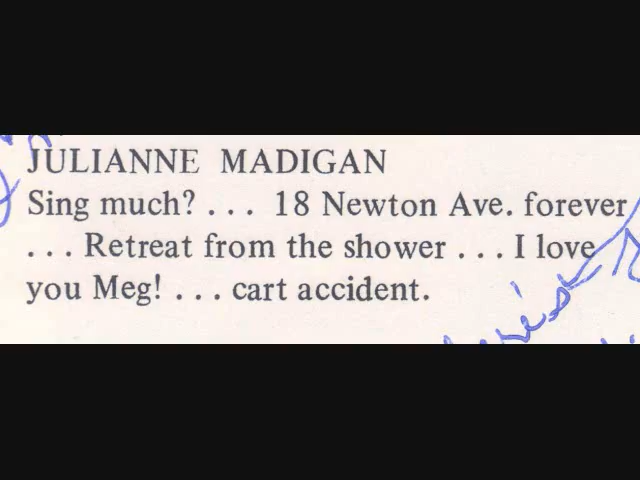 JULIANNE MADIGAN
Sing much? . . . 18 Newton Ave. forever
. . . Retreat from the shower . . . I love
you Meg! . . . cart accident.